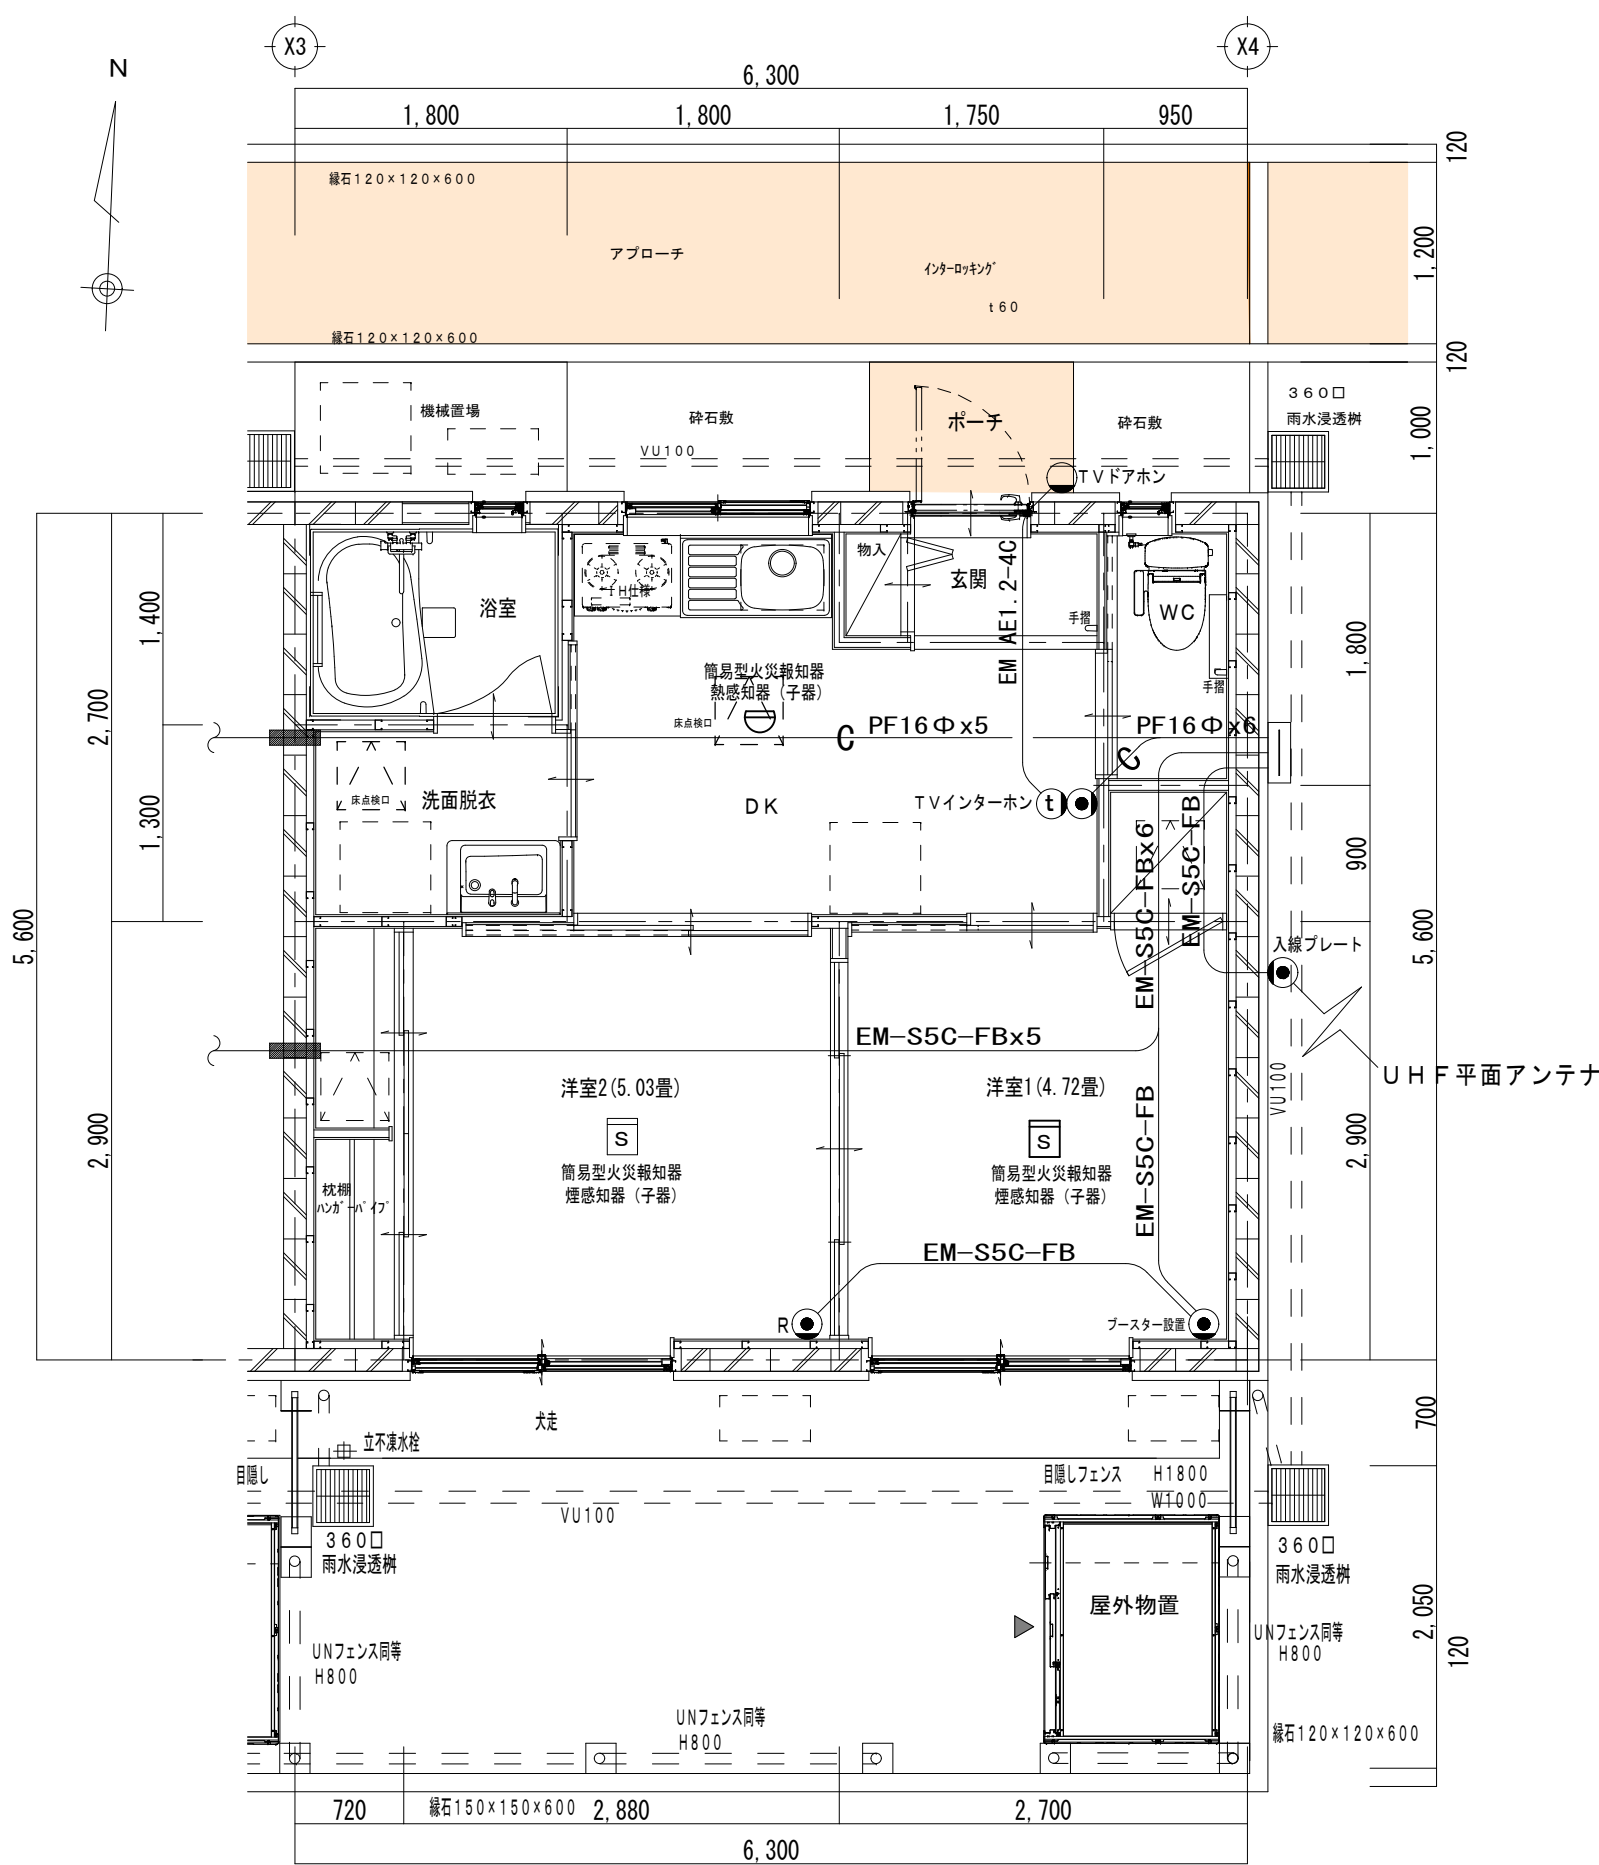 X3
X4
N
6,300
1,800
1,800
1,750
950
120
縁石120×120×600
アプローチ
インターロッキング
t60
1,200
縁石120×120×600
120
機械置場
砕石敷
VU100
ポーチ
砕石敷
360□
雨水浸透桝
1,000
TVドアホン
物入
玄関
EM AE1.2-4C
IH仕様
浴室
WC
手摺
手摺
1,400
2,700
1,300
1,800
簡易型火災報知器
熱感知器(子器)
床点検口
C
PF16Φx5
PF16Φx6
C
床点検口
洗面脱衣
DK
TVインターホン
t
EM-S5C-FBx6
EM-S5C-FB
900
5,600
5,600
入線プレート
EM-S5C-FBx5
UHF平面アンテナ
VU100
洋室2(5.03畳)
洋室1(4.72畳)
S
S
簡易型火災報知器
煙感知器(子器)
簡易型火災報知器
煙感知器(子器)
EM-S5C-FB
2,900
2,900
枕棚
ハンガーパイプ
EM-S5C-FB
R
ブースター設置
犬走
700
立不凍水栓
目隠し
目隠しフェンス H1800
W1000
VU100
360□
雨水浸透桝
360□
雨水浸透桝
屋外物置
2,050
UNフェンス同等
H800
UNフェンス同等
H800
120
UNフェンス同等
H800
縁石120×120×600
720
縁石150×150×600
2,880
2,700
6,300